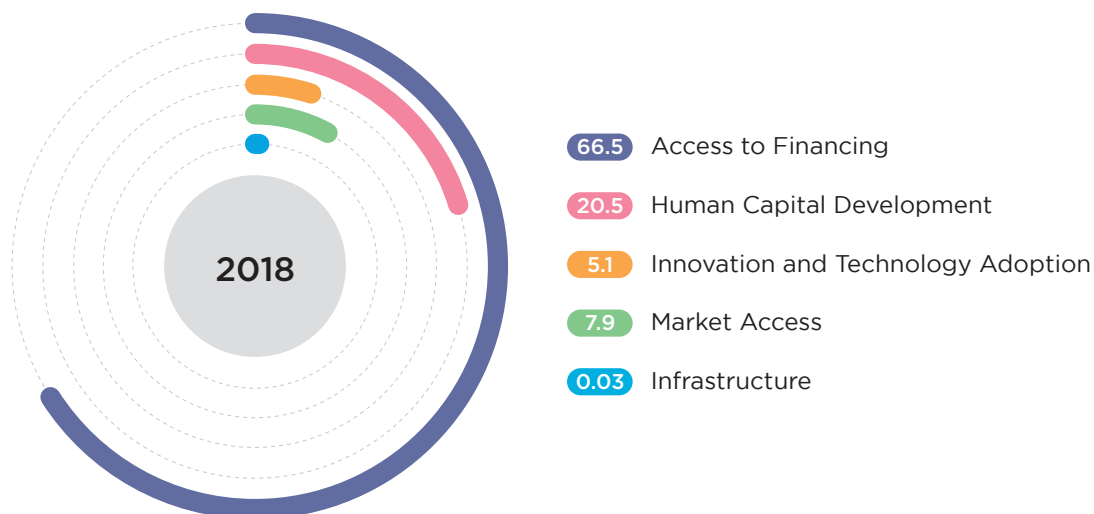 2018
66.5 Access to Financing
20.5 Human Capital Development
5.1 Innovation and Technology Adoption
7.9 Market Access
0.03 Infrastructure